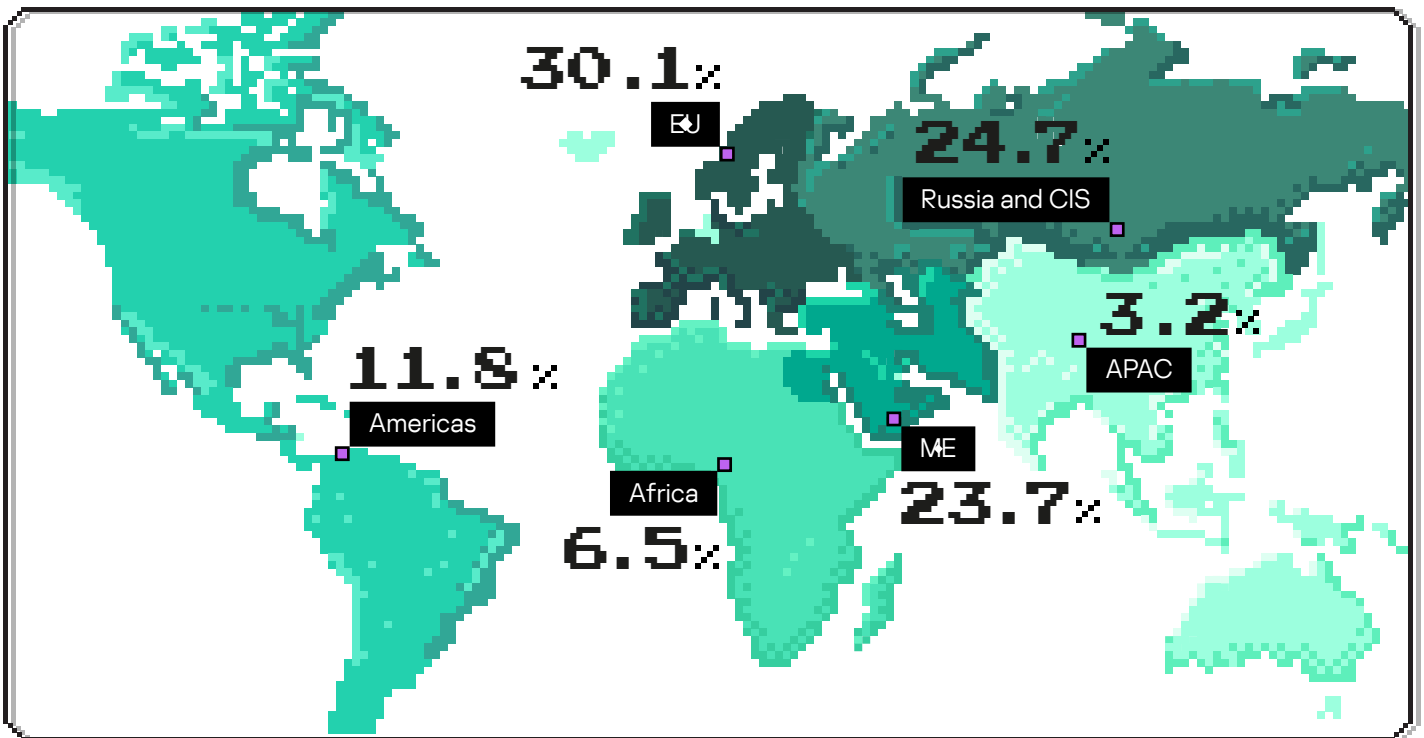 30.1%
EU
24.7%
Russia and CIS
3.2%
APAC
11.8%
Americas
ME
23.7%
Africa
6.5%